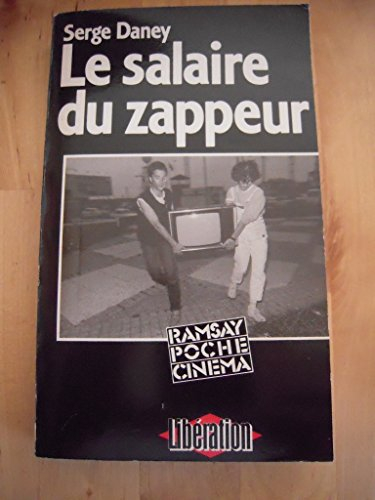 Serge Daney
Le salaire
du zappeur
RAMSAY
POCHE
CINEMA
Libération